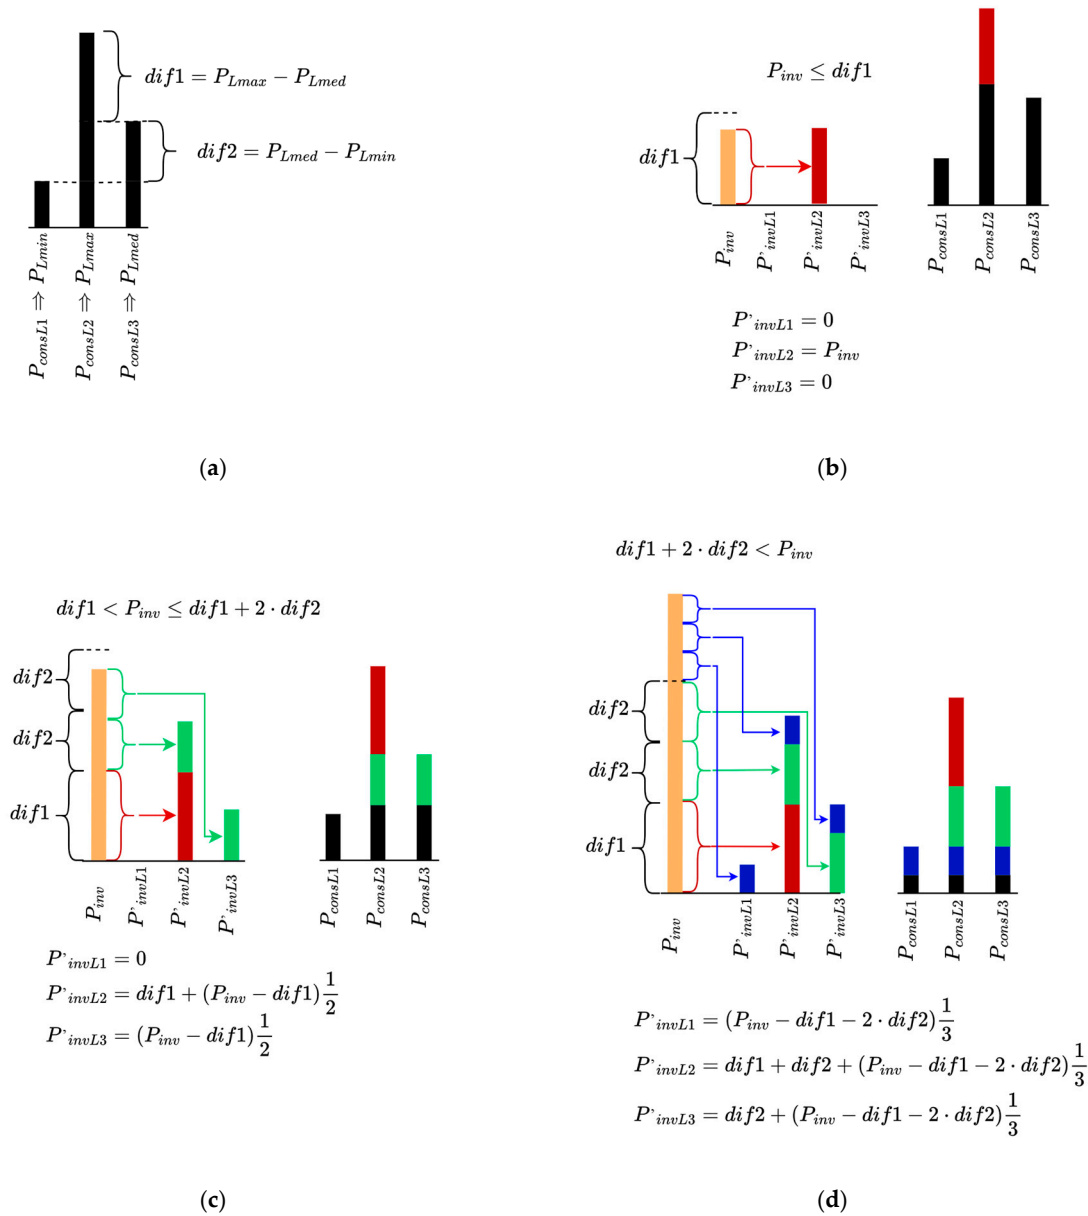 dif1 = P_Lmax − P_Lmed
dif2 = P_Lmed − P_Lmin
P_consL1 ⇒ P_Lmin
P_consL2 ⇒ P_Lmax
P_consL3 ⇒ P_Lmed
(a)
P_inv ≤ dif1
dif1
P_inv
P'_invL1
P'_invL2
P'_invL3
P_consL1
P_consL2
P_consL3
P'_invL1 = 0
P'_invL2 = P_inv
P'_invL3 = 0
(b)
dif1 < P_inv ≤ dif1 + 2 · dif2
dif2
dif2
dif1
P_inv
P'_invL1
P'_invL2
P'_invL3
P_consL1
P_consL2
P_consL3
P'_invL1 = 0
P'_invL2 = dif1 + (P_inv − dif1) 1/2
P'_invL3 = (P_inv − dif1) 1/2
(c)
dif1 + 2 · dif2 < P_inv
dif2
dif2
dif1
P_inv
P'_invL1
P'_invL2
P'_invL3
P_consL1
P_consL2
P_consL3
P'_invL1 = (P_inv − dif1 − 2 · dif2) 1/3
P'_invL2 = dif1 + dif2 + (P_inv − dif1 − 2 · dif2) 1/3
P'_invL3 = dif2 + (P_inv − dif1 − 2 · dif2) 1/3
(d)